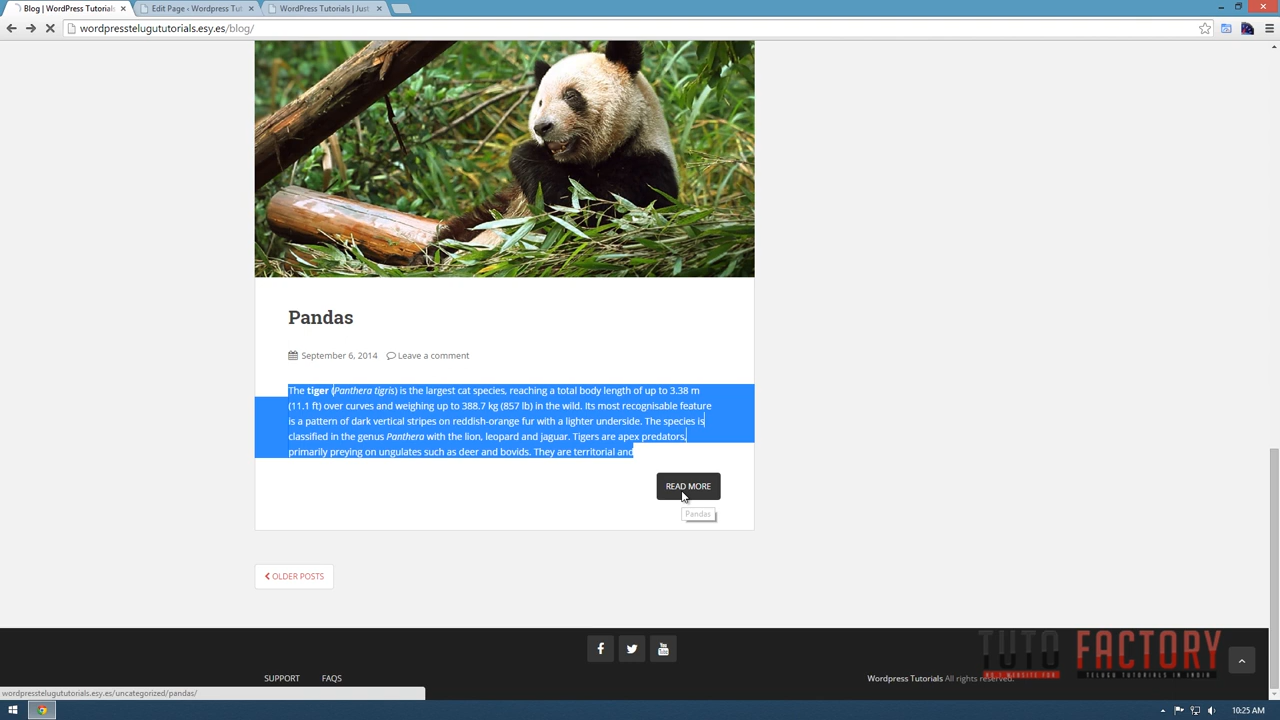 Blog | WordPress Tutorials
Edit Page ‹ Wordpress Tut
WordPress Tutorials | Just
wordpresstelugututorials.esy.es/blog/
Pandas
September 6, 2014 Leave a comment
The tiger (Panthera tigris) is the largest cat species, reaching a total body length of up to 3.38 m
(11.1 ft) over curves and weighing up to 388.7 kg (857 lb) in the wild. Its most recognisable feature
is a pattern of dark vertical stripes on reddish-orange fur with a lighter underside. The species is
classified in the genus Panthera with the lion, leopard and jaguar. Tigers are apex predators,
primarily preying on ungulates such as deer and bovids. They are territorial and
READ MORE
Pandas
OLDER POSTS
TUTO FACTORY
TELUGU TUTORIALS IN INDIA
SUPPORT FAQS
Wordpress Tutorials All rights reserved.
wordpresstelugututorials.esy.es/uncategorized/pandas/
10:25 AM